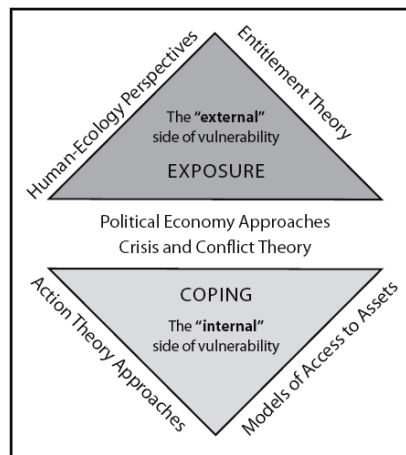 Human-Ecology Perspectives
Entitlement Theory
The “external”
side of vulnerability
EXPOSURE
Political Economy Approaches
Crisis and Conflict Theory
COPING
The “internal”
side of vulnerability
Action Theory Approaches
Models of Access to Assets